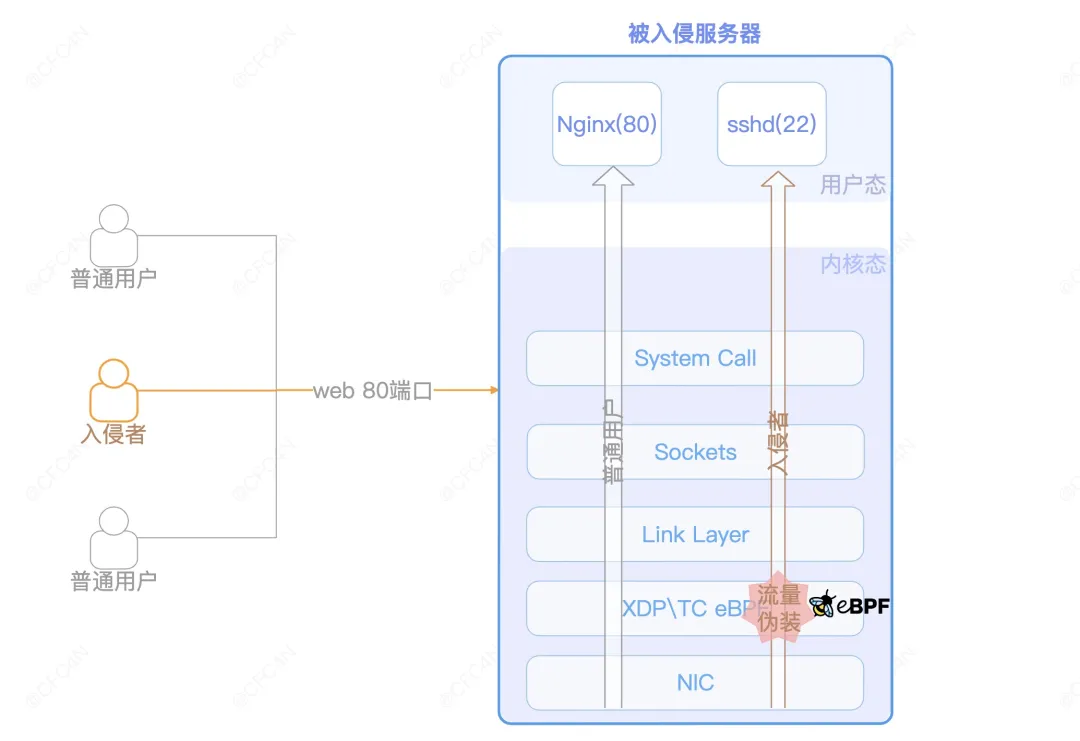 被入侵服务器
Nginx(80)
sshd(22)
用户态
内核态
普通用户
入侵者
普通用户
web 80端口
System Call
Sockets
Link Layer
XDP\TC eBPF
NIC
普通用户
入侵者
流量
伪装
eBPF
@CFC4N